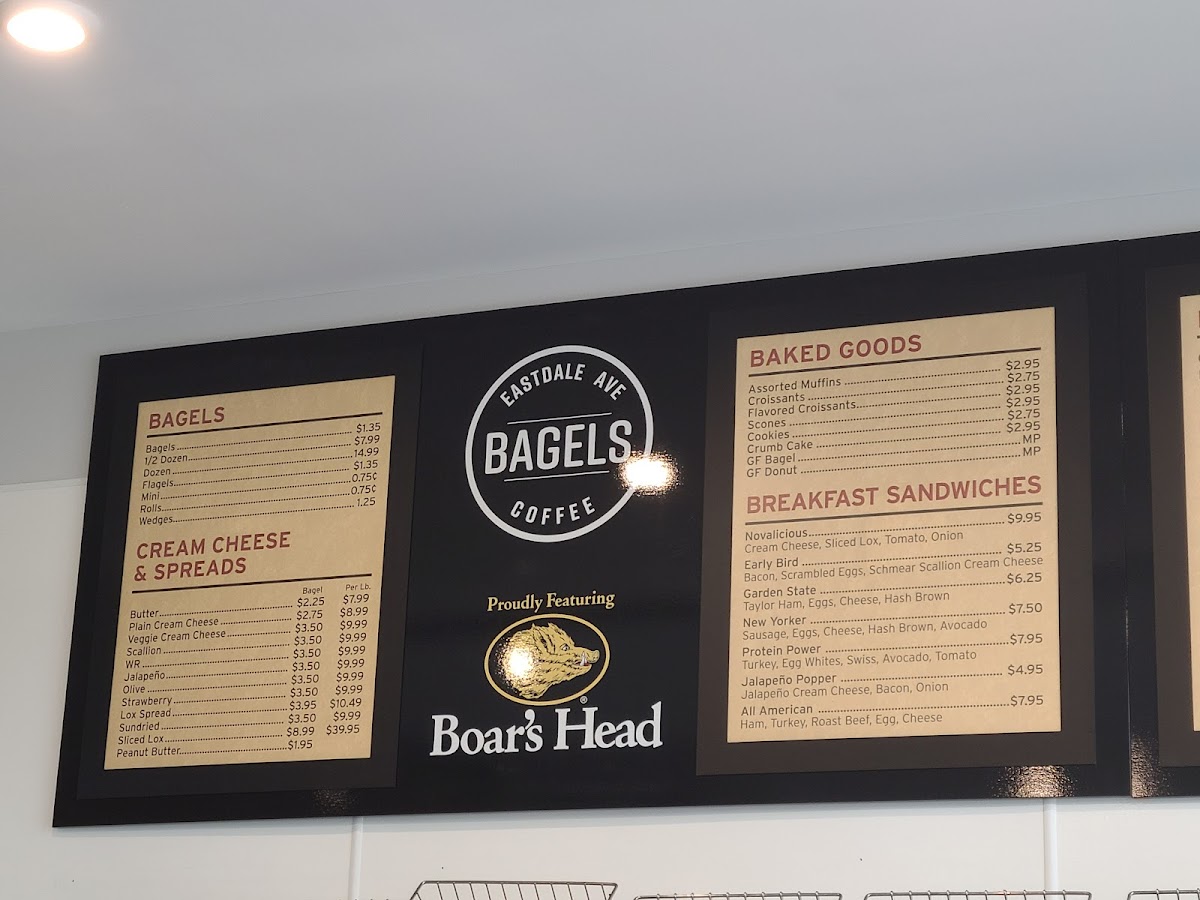 BAGELS
Bagels $1.35
1/2 Dozen $7.99
Dozen 14.99
Flagels $1.35
Mini 0.75¢
Rolls 0.75¢
Wedges 1.25
CREAM CHEESE
& SPREADS
Bagel Per Lb.
Butter $2.25 $7.99
Plain Cream Cheese $2.75 $8.99
Veggie Cream Cheese $3.50 $9.99
Scallion $3.50 $9.99
WR $3.50 $9.99
Jalapeño $3.50 $9.99
Olive $3.50 $9.99
Strawberry $3.50 $9.99
Lox Spread $3.95 $10.49
Sundried $3.50 $9.99
Sliced Lox $8.99 $39.95
Peanut Butter $1.95
EASTDALE AVE
BAGELS
COFFEE
Proudly Featuring
Boar's Head®
BAKED GOODS
Assorted Muffins $2.95
Croissants $2.75
Flavored Croissants $2.95
Scones $2.95
Cookies $2.75
Crumb Cake $2.95
GF Bagel MP
GF Donut MP
BREAKFAST SANDWICHES
Novalicious $9.95
Cream Cheese, Sliced Lox, Tomato, Onion
Early Bird $5.25
Bacon, Scrambled Eggs, Schmear Scallion Cream Cheese
Garden State $6.25
Taylor Ham, Eggs, Cheese, Hash Brown
New Yorker $7.50
Sausage, Eggs, Cheese, Hash Brown, Avocado
Protein Power $7.95
Turkey, Egg Whites, Swiss, Avocado, Tomato
Jalapeño Popper $4.95
Jalapeño Cream Cheese, Bacon, Onion
All American $7.95
Ham, Turkey, Roast Beef, Egg, Cheese